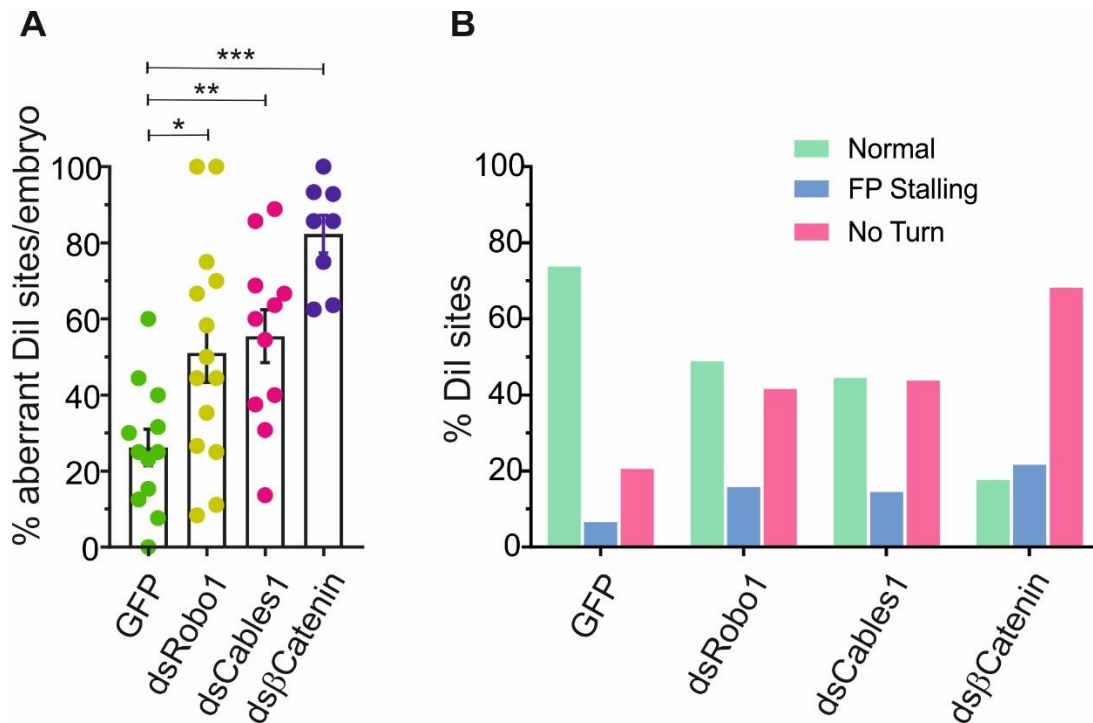 A
***
**
*
% aberrant DiI sites/embryo
100
80
60
40
20
0
GFP
dsRobo1
dsCables1
dsβCatenin
B
Normal
FP Stalling
No Turn
% DiI sites
100
80
60
40
20
0
GFP
dsRobo1
dsCables1
dsβCatenin